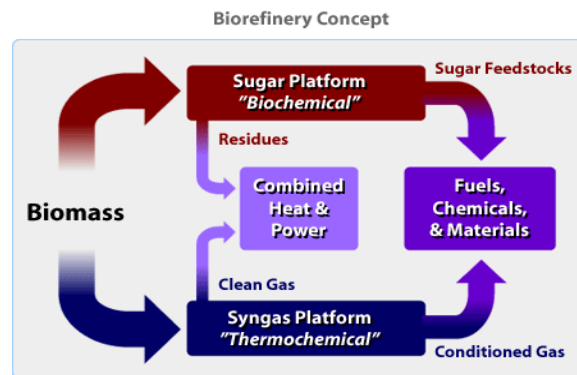 Biorefinery Concept
Sugar Platform
"Biochemical"
Sugar Feedstocks
Residues
Combined
Heat &
Power
Fuels,
Chemicals,
& Materials
Biomass
Clean Gas
Syngas Platform
"Thermochemical"
Conditioned Gas